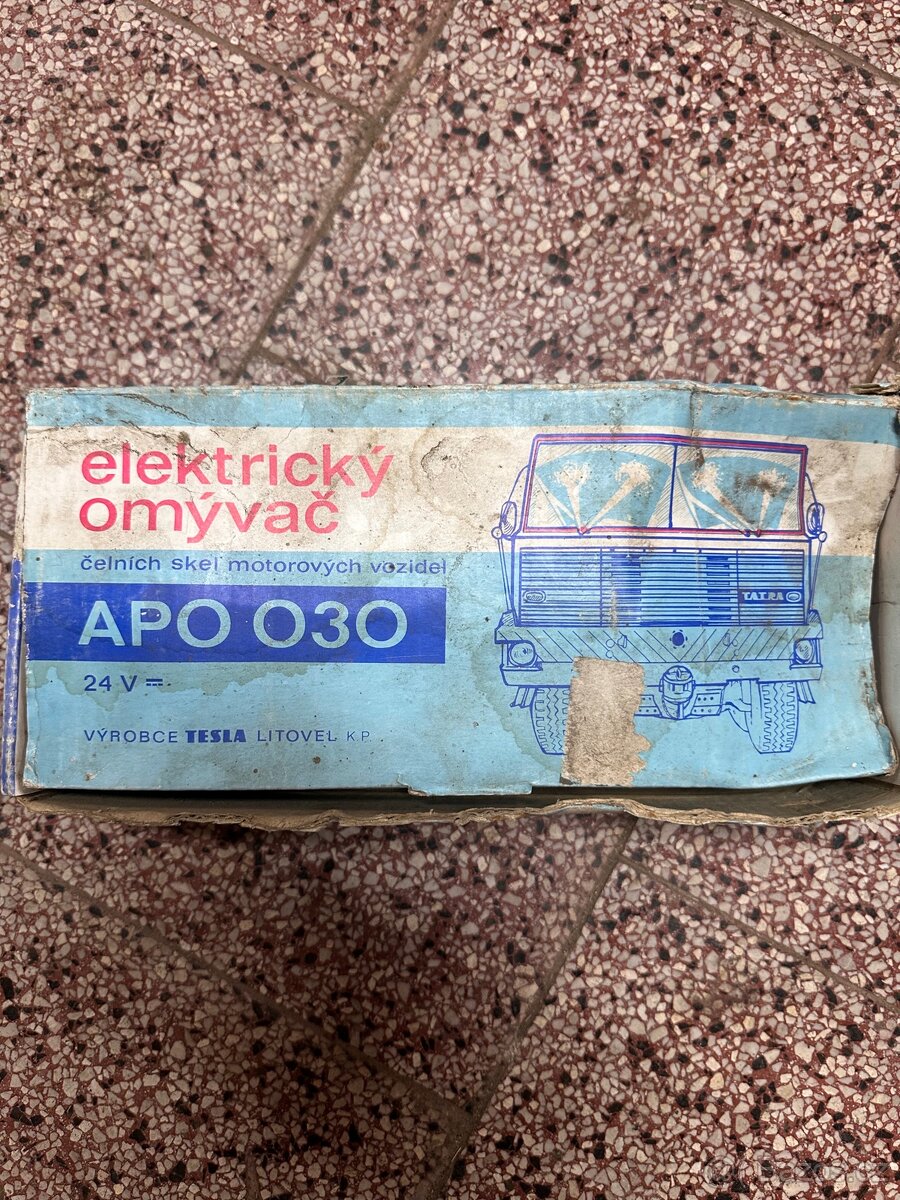 elektrický
omývač
čelních skel motorových vozidel
APO 030
24 V
VÝROBCE TESLA LITOVEL K.P.
TATRA